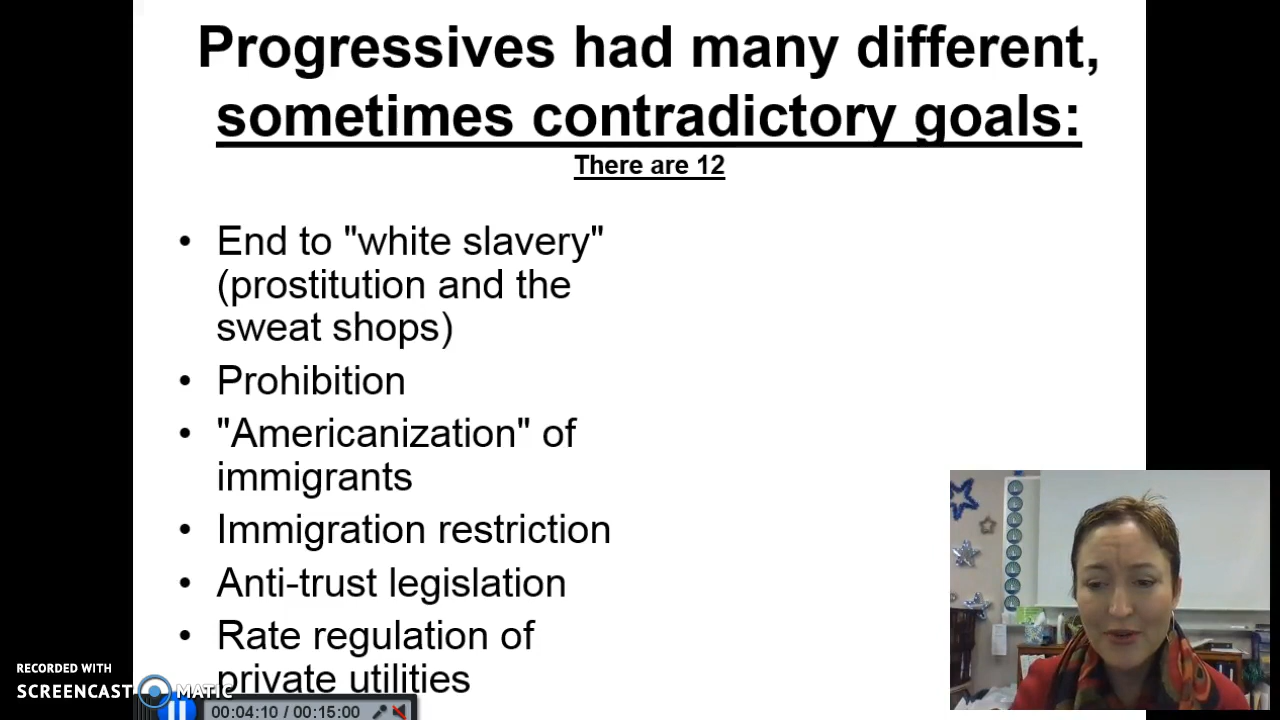 Progressives had many different,
sometimes contradictory goals:
There are 12
• End to "white slavery"
(prostitution and the
sweat shops)
• Prohibition
• "Americanization" of
immigrants
• Immigration restriction
• Anti-trust legislation
• Rate regulation of
private utilities
RECORDED WITH
SCREENCAST MATIC
00:04:10 / 00:15:00